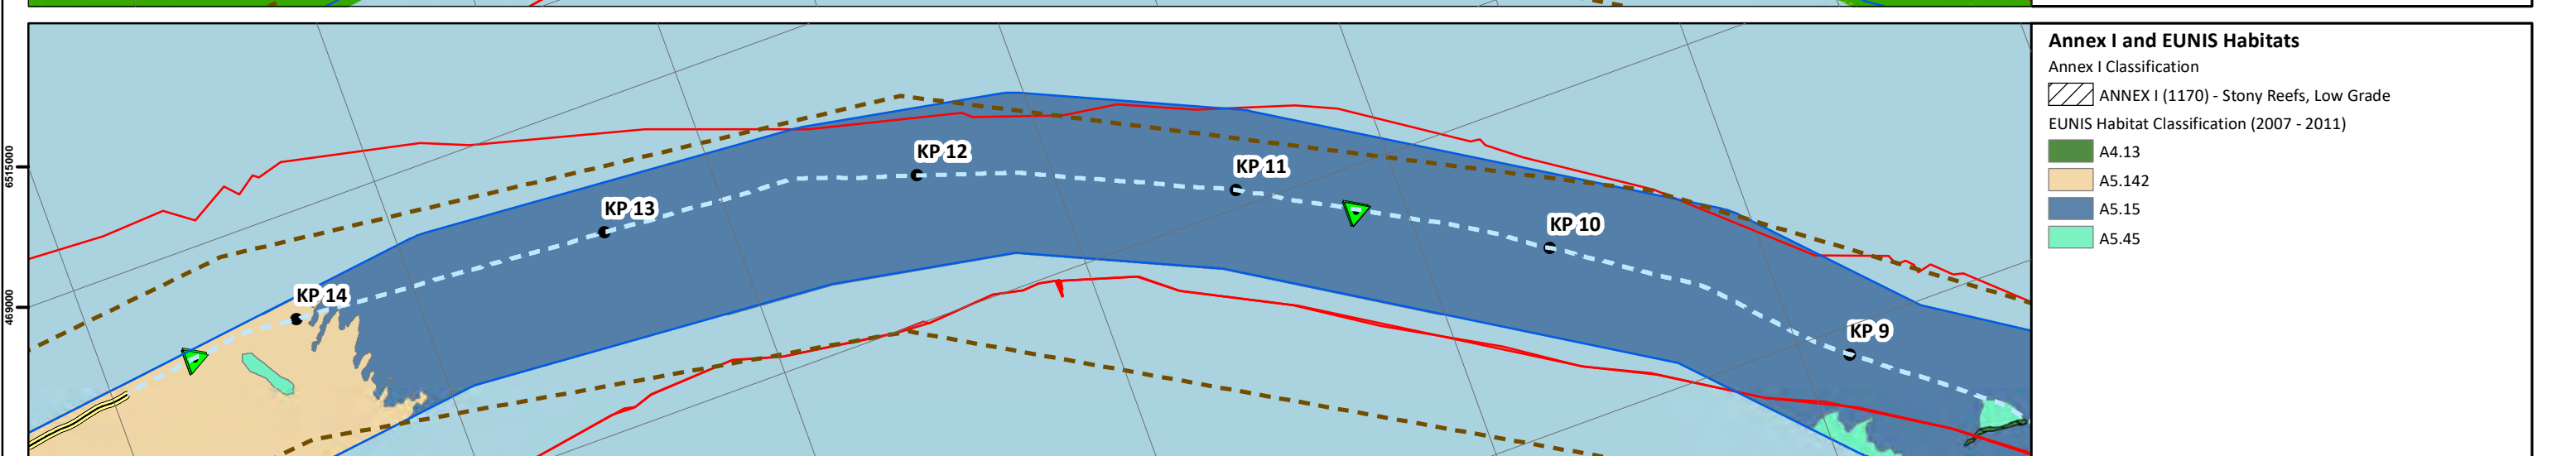 6515000
469000
KP 14
KP 13
KP 12
KP 11
KP 10
KP 9
Annex I and EUNIS Habitats
Annex I Classification
ANNEX I (1170) - Stony Reefs, Low Grade
EUNIS Habitat Classification (2007 - 2011)
A4.13
A5.142
A5.15
A5.45